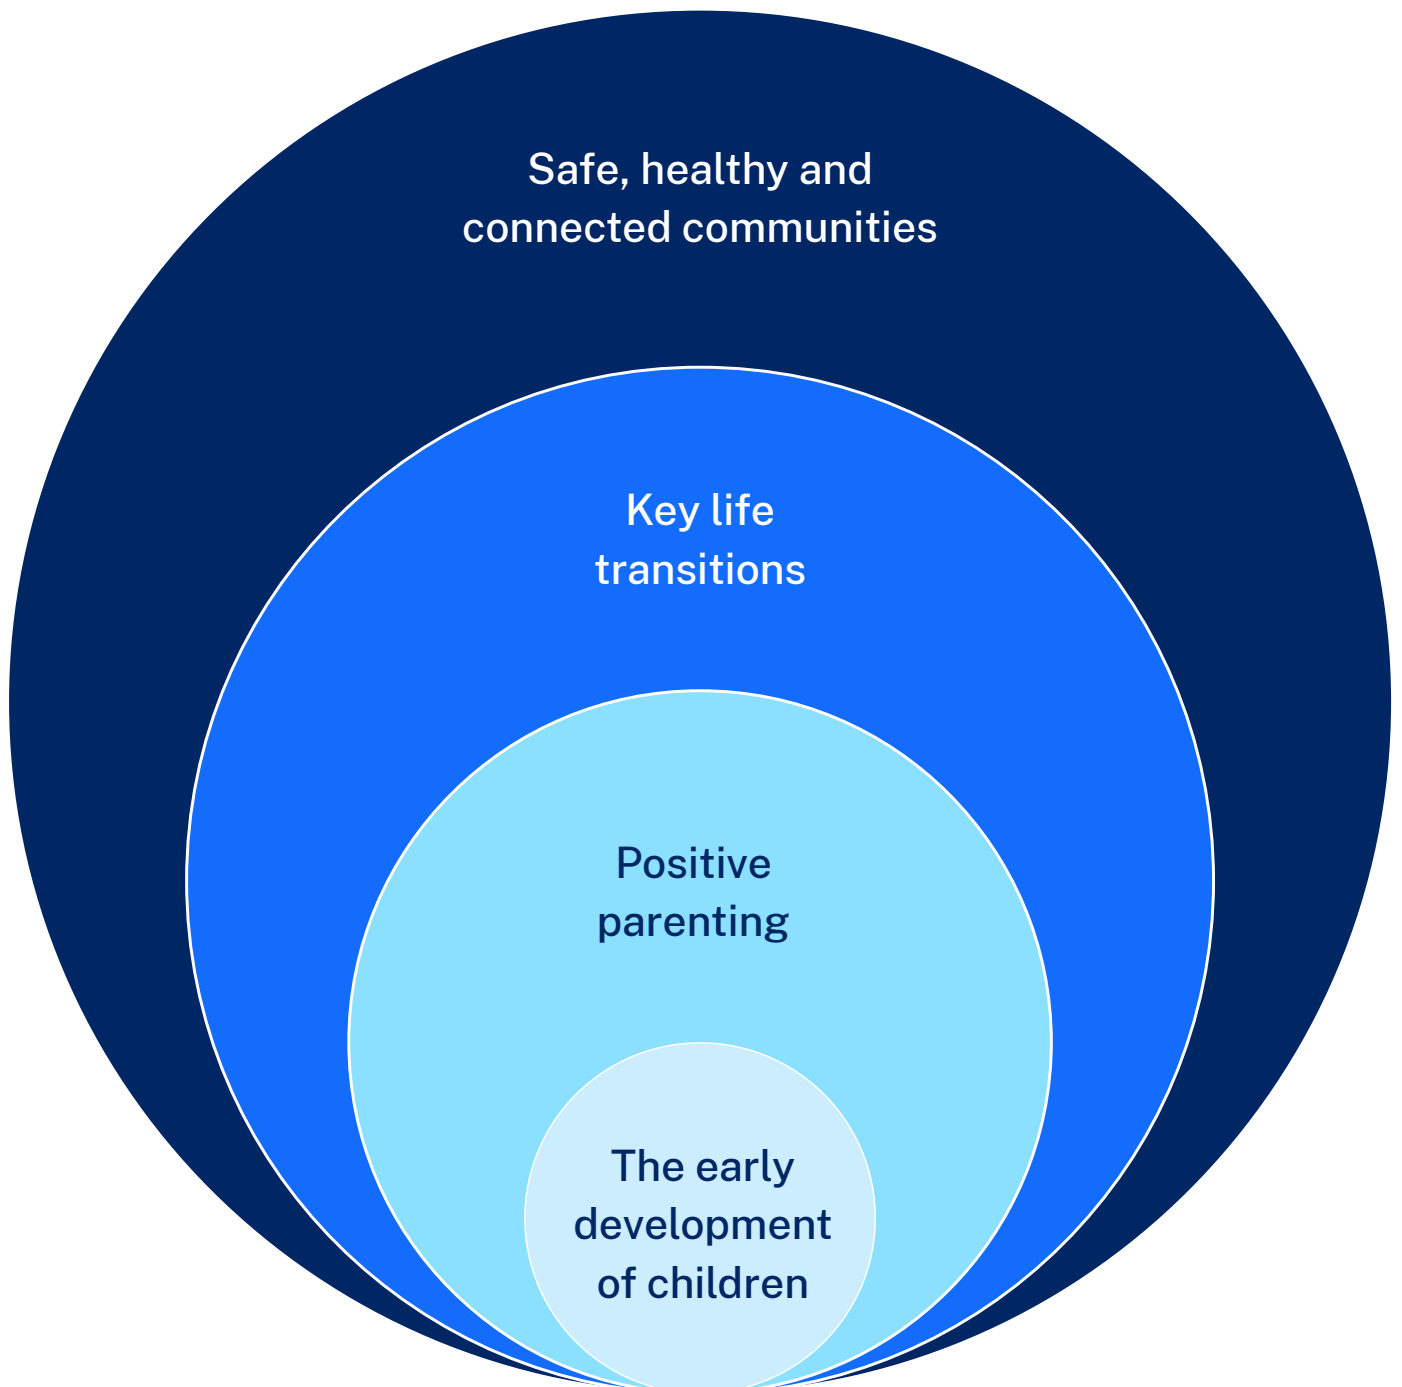 Safe, healthy and
connected communities
Key life
transitions
Positive
parenting
The early
development
of children